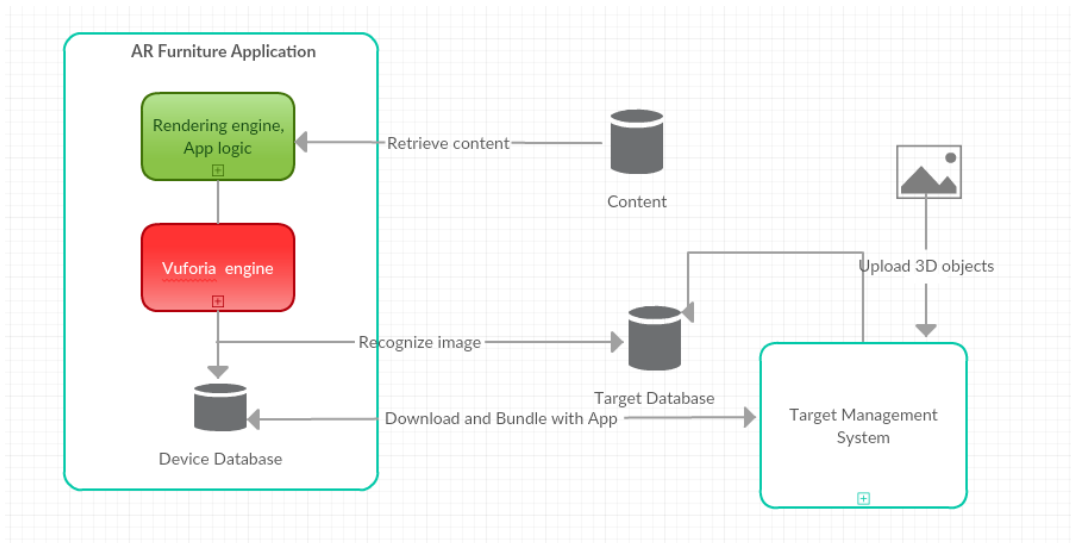 AR Furniture Application
Rendering engine,
App logic
Retrieve content
Content
Vuforia engine
Upload 3D objects
Recognize image
Target Database
Download and Bundle with App
Target Management
System
Device Database